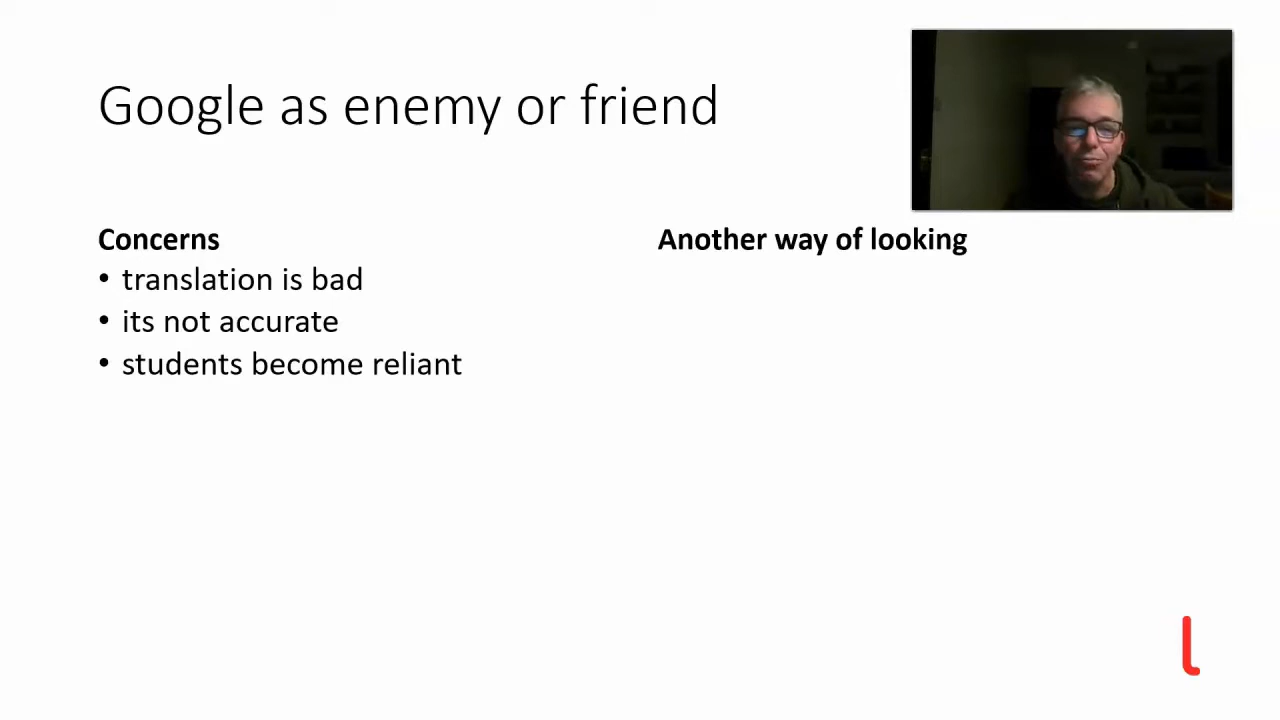 Google as enemy or friend
Concerns
• translation is bad
• its not accurate
• students become reliant
Another way of looking